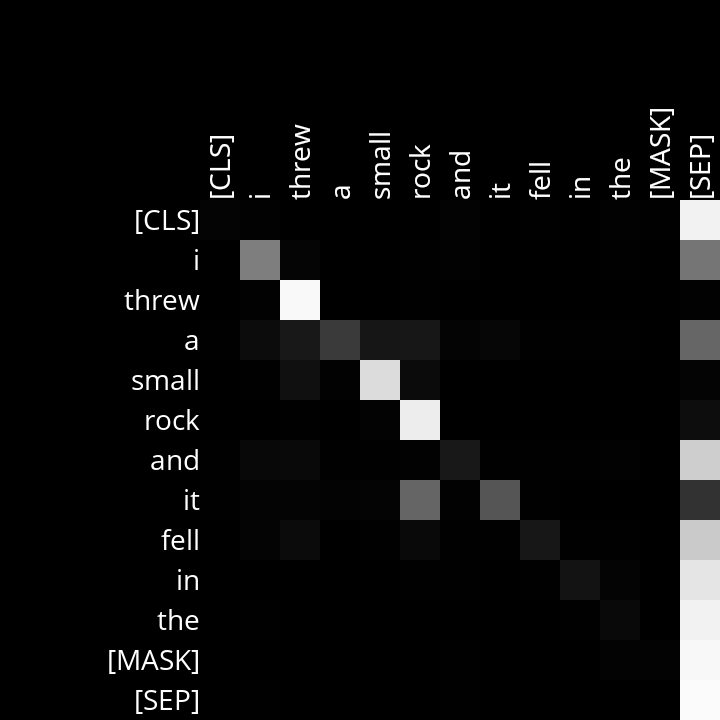 [CLS]
i
threw
a
small
rock
and
it
fell
in
the
[MASK]
[SEP]
[CLS]
i
threw
a
small
rock
and
it
fell
in
the
[MASK]
[SEP]